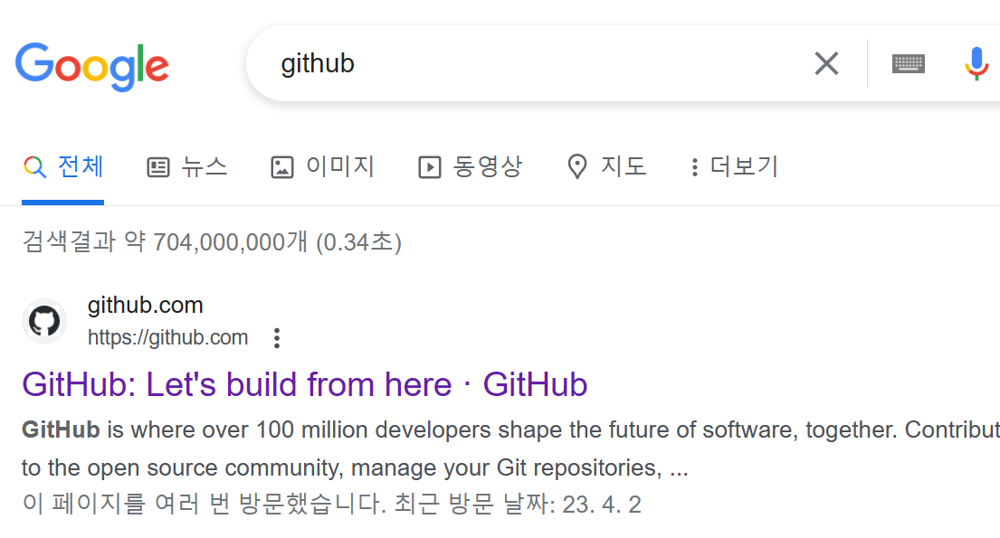 Google
github
전체
뉴스
이미지
동영상
지도
더보기
검색결과 약 704,000,000개 (0.34초)
github.com
https://github.com
GitHub: Let's build from here · GitHub
GitHub is where over 100 million developers shape the future of software, together. Contribut
to the open source community, manage your Git repositories, ...
이 페이지를 여러 번 방문했습니다. 최근 방문 날짜: 23. 4. 2